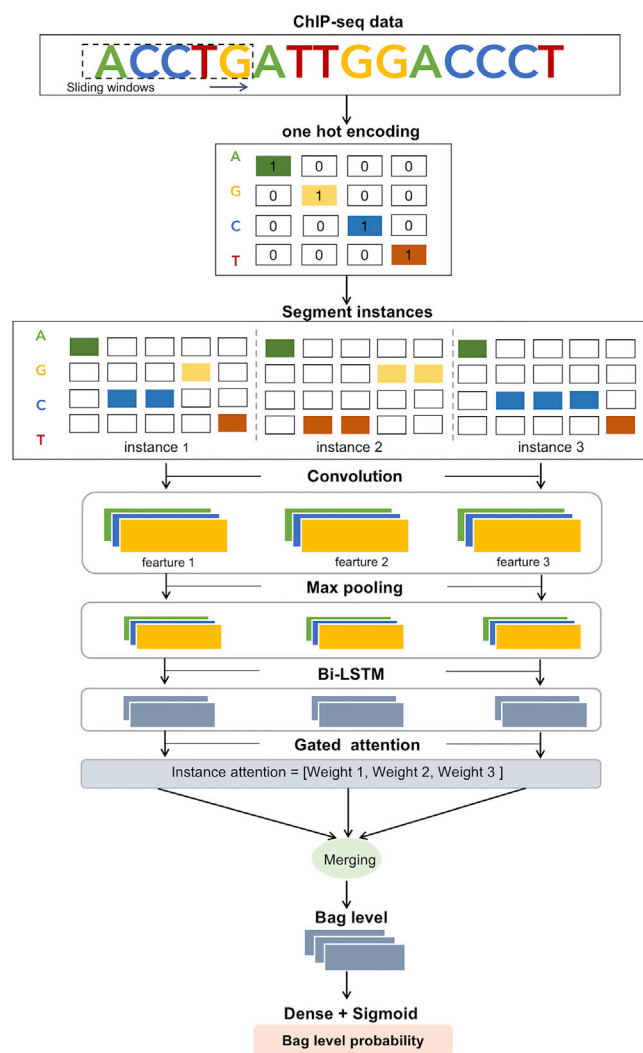 ChIP-seq data
ACCTGATTGGACCCT
Sliding windows
one hot encoding
A 1 0 0 0
G 0 1 0 0
C 0 0 1 0
T 0 0 0 1
Segment instances
A
G
C
T
instance 1 instance 2 instance 3
Convolution
fearture 1 fearture 2 fearture 3
Max pooling
Bi-LSTM
Gated attention
Instance attention = [Weight 1, Weight 2, Weight 3 ]
Merging
Bag level
Dense + Sigmoid
Bag level probability